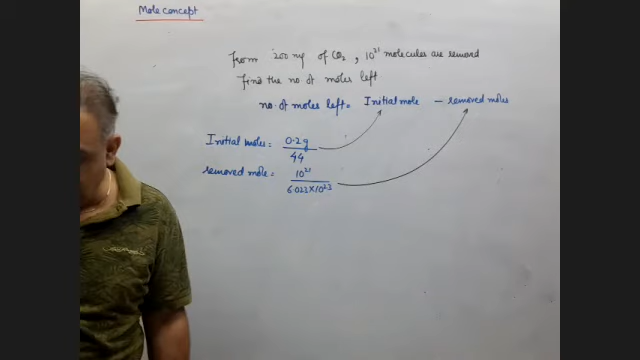 Mole concept
From 200 mg of CO2, 10^21 molecules are removed
Find the no of moles left
no. of moles left = Initial mole - removed moles
Initial moles: 0.2g / 44
removed mole = 10^21 / 6.023×10^23